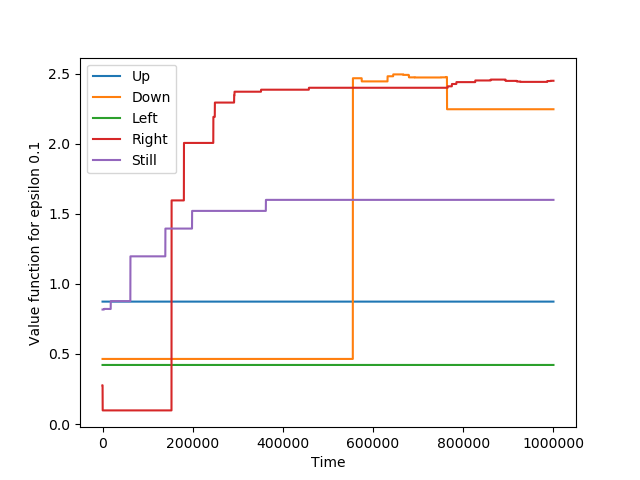 Up
Down
Left
Right
Still
Value function for epsilon 0.1
2.5
2.0
1.5
1.0
0.5
0.0
0 200000 400000 600000 800000 1000000
Time